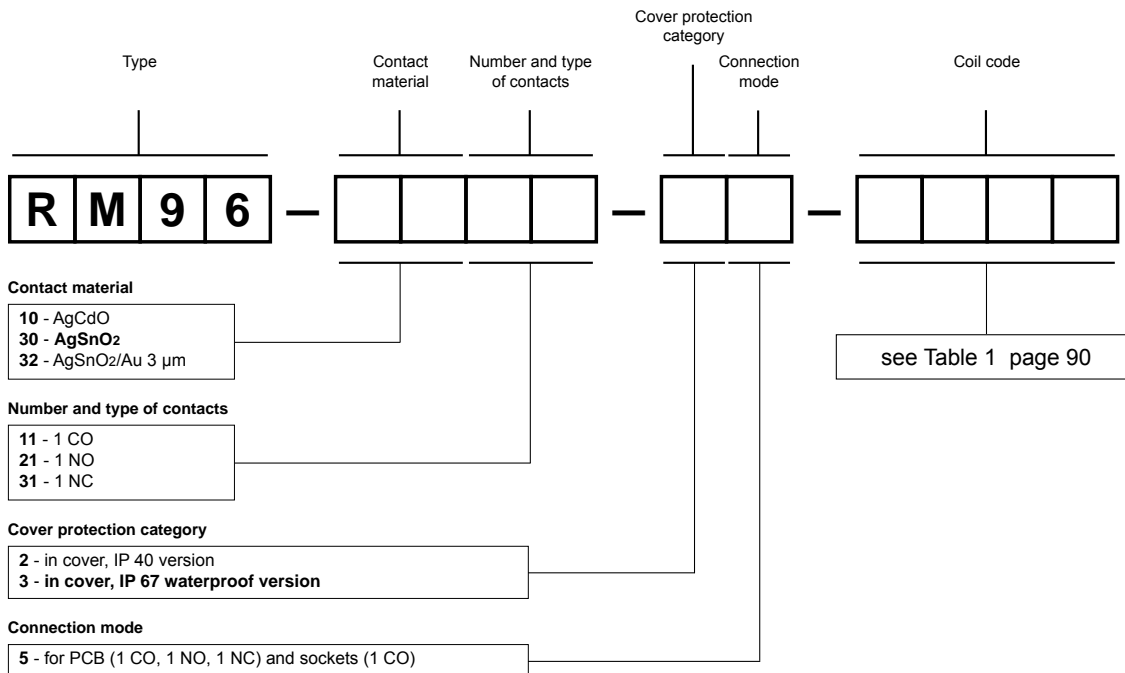 Cover protection
category
Type
Contact
material
Number and type
of contacts
Connection
mode
Coil code
R M 9 6 – – –
Contact material
10 - AgCdO
30 - AgSnO2
32 - AgSnO2/Au 3 µm
see Table 1 page 90
Number and type of contacts
11 - 1 CO
21 - 1 NO
31 - 1 NC
Cover protection category
2 - in cover, IP 40 version
3 - in cover, IP 67 waterproof version
Connection mode
5 - for PCB (1 CO, 1 NO, 1 NC) and sockets (1 CO)